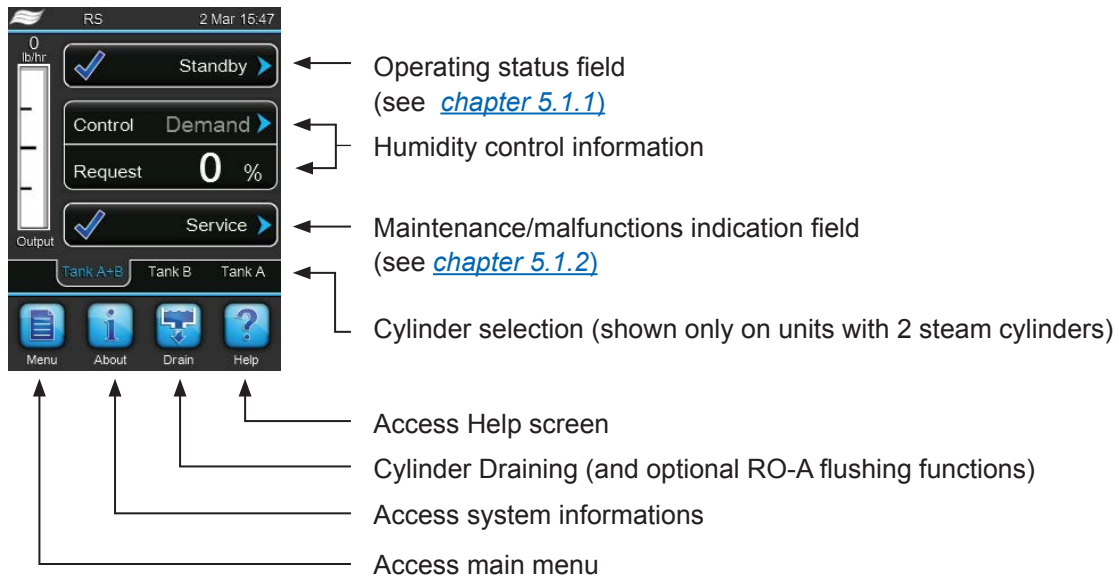 RS 2 Mar 15:47
0
lb/hr
Standby
Control Demand
Request 0 %
Service
Output
Tank A+B Tank B Tank A
Menu About Drain Help
Operating status field
(see chapter 5.1.1)
Humidity control information
Maintenance/malfunctions indication field
(see chapter 5.1.2)
Cylinder selection (shown only on units with 2 steam cylinders)
Access Help screen
Cylinder Draining (and optional RO-A flushing functions)
Access system informations
Access main menu